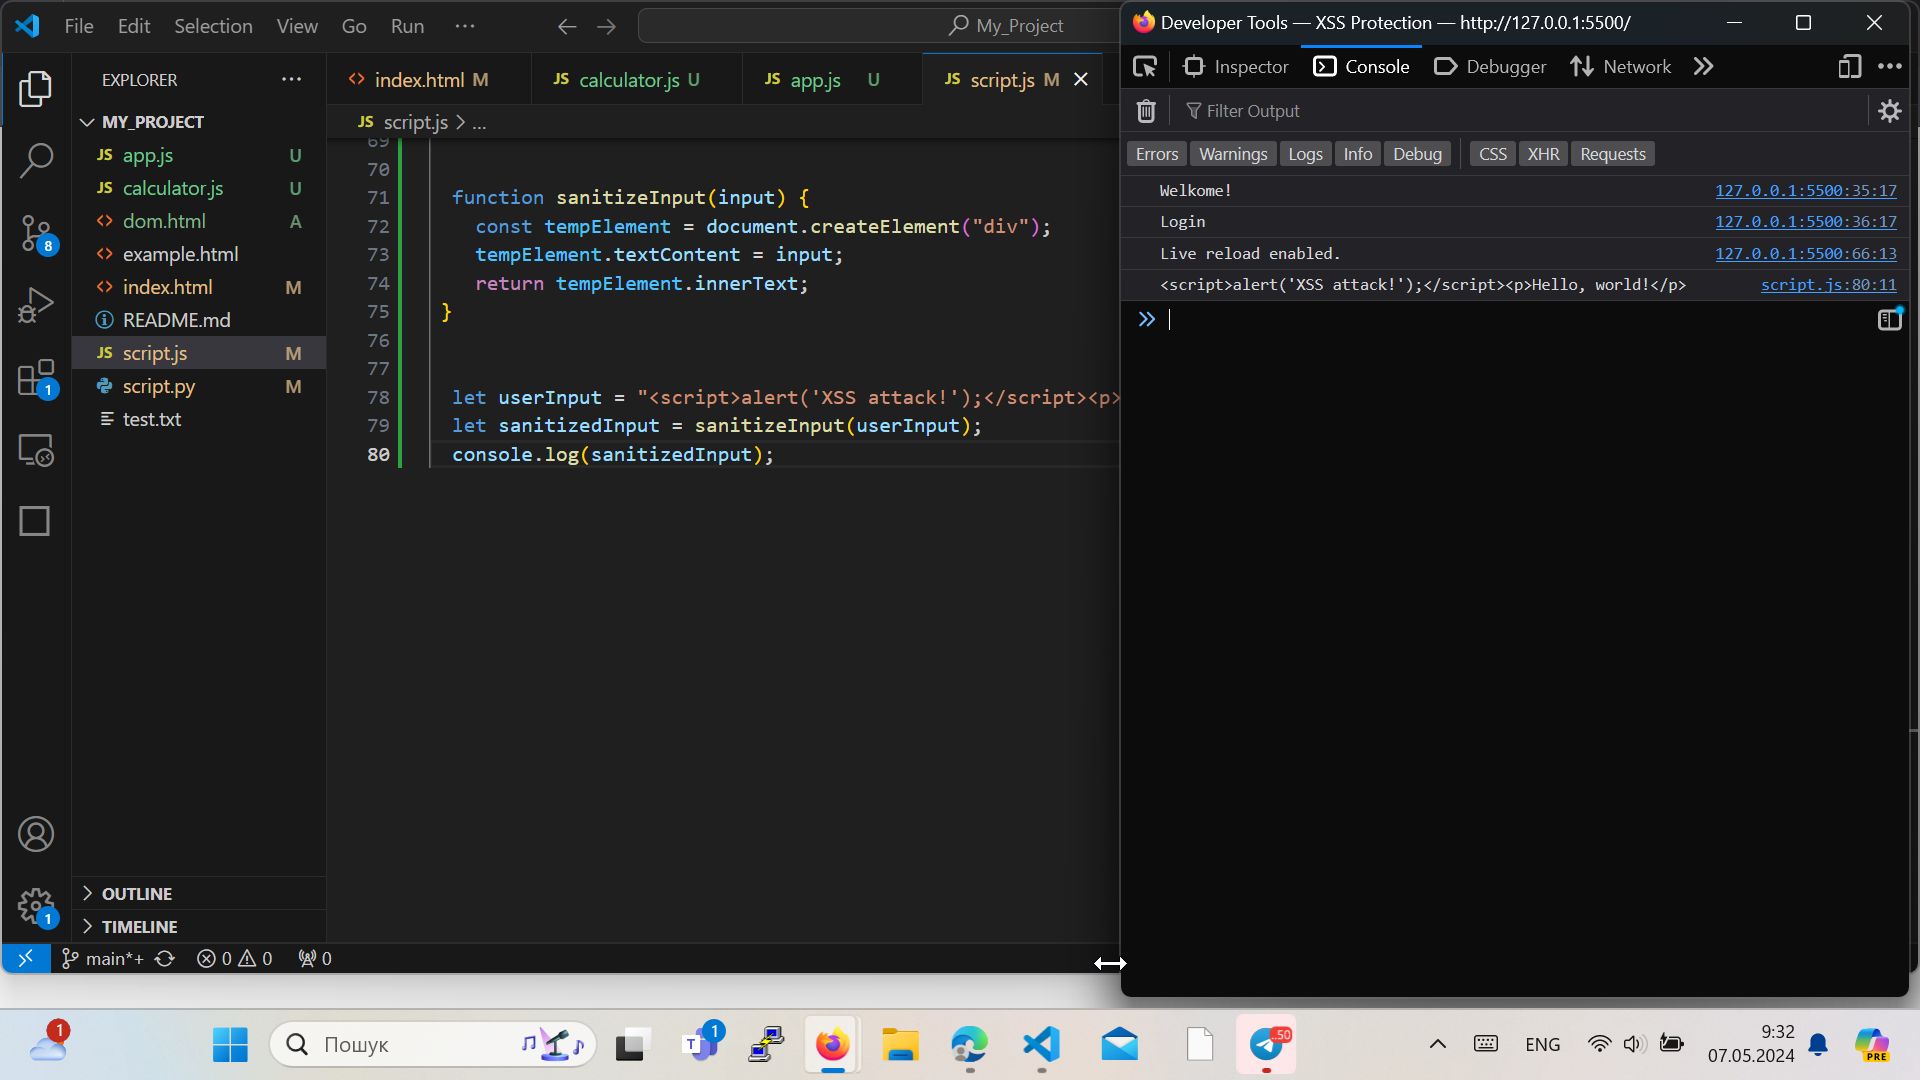 File Edit Selection View Go Run ···
My_Project
EXPLORER ···
MY_PROJECT
JS app.js U
JS calculator.js U
<> dom.html A
<> example.html
<> index.html M
README.md
JS script.js M
script.py M
test.txt
OUTLINE
TIMELINE
8
1
1
<> index.html M
JS calculator.js U
JS app.js U
JS script.js M
JS script.js > ...
69
70
71 function sanitizeInput(input) {
72 const tempElement = document.createElement("div");
73 tempElement.textContent = input;
74 return tempElement.innerText;
75 }
76
77
78 let userInput = "<script>alert('XSS attack!');</script><p>
79 let sanitizedInput = sanitizeInput(userInput);
80 console.log(sanitizedInput);
main*+ 0 0 0
Developer Tools — XSS Protection — http://127.0.0.1:5500/
Inspector Console Debugger Network
Filter Output
Errors Warnings Logs Info Debug CSS XHR Requests
Welkome! 127.0.0.1:5500:35:17
Login 127.0.0.1:5500:36:17
Live reload enabled. 127.0.0.1:5500:66:13
<script>alert('XSS attack!');</script><p>Hello, world!</p> script.js:80:11
1
Пошук
T 1
..50
ENG
9:32
07.05.2024
PRE